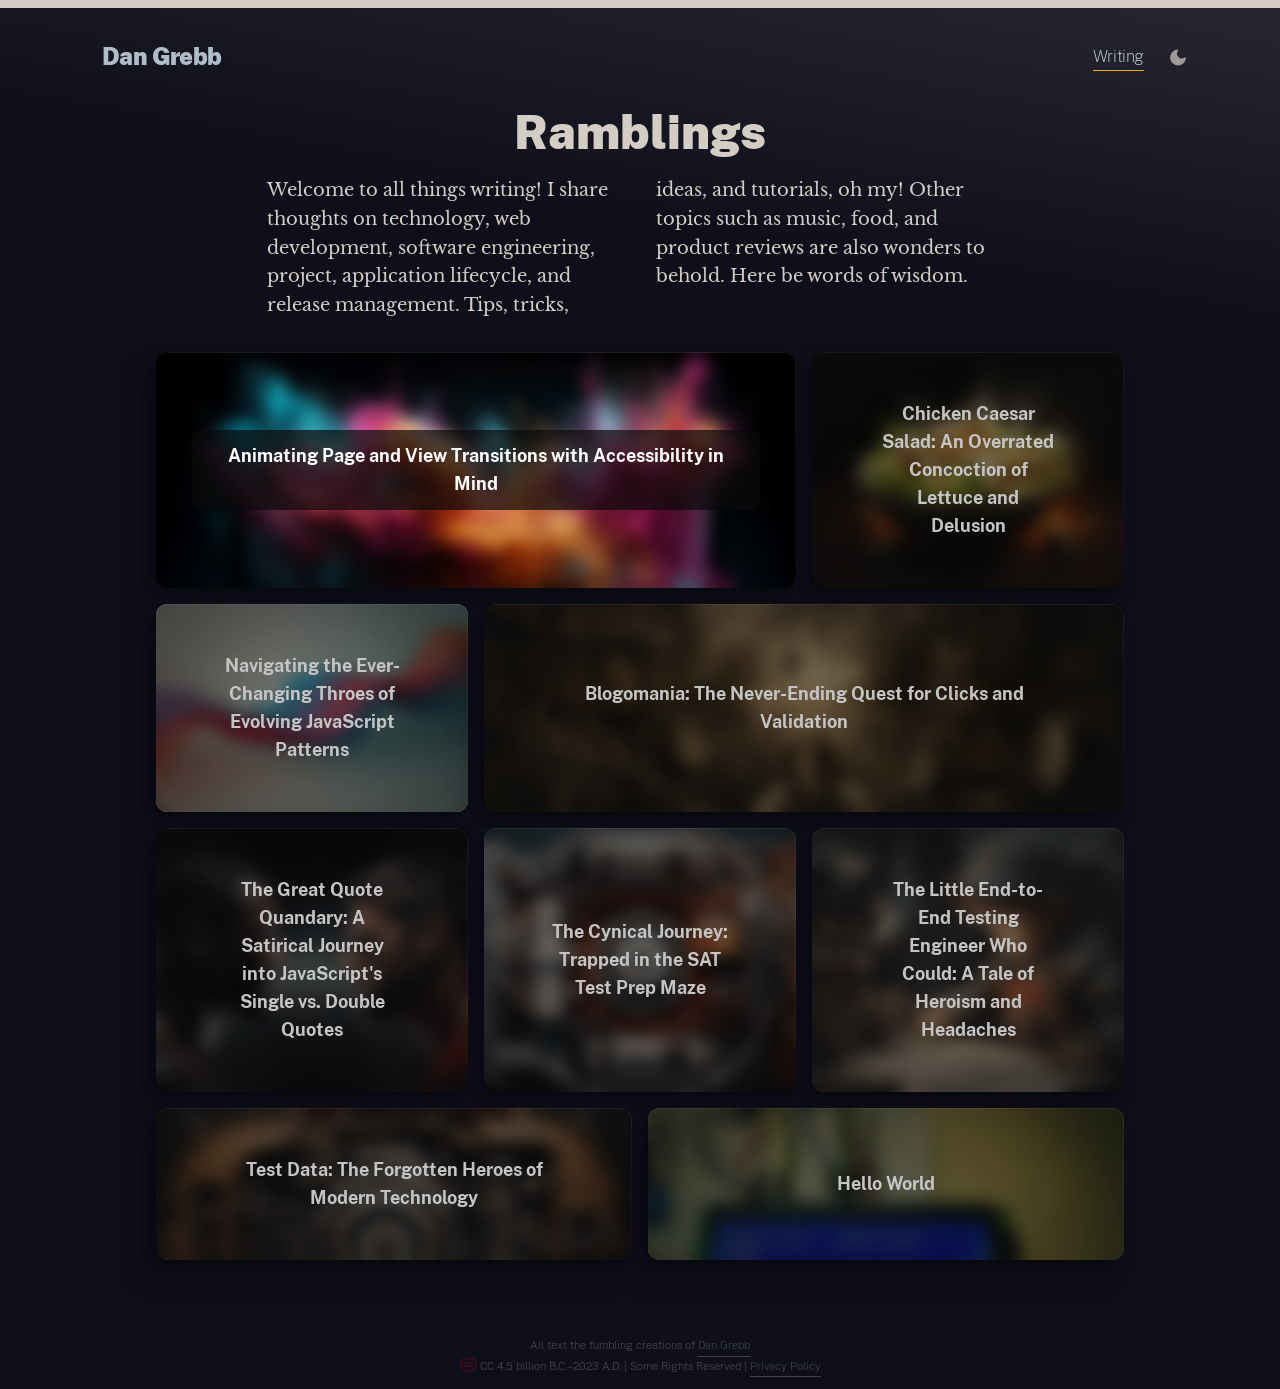 Dan Grebb
Writing
Ramblings
Welcome to all things writing! I share
thoughts on technology, web
development, software engineering,
project, application lifecycle, and
release management. Tips, tricks,
ideas, and tutorials, oh my! Other
topics such as music, food, and
product reviews are also wonders to
behold. Here be words of wisdom.
Animating Page and View Transitions with Accessibility in
Mind
Chicken Caesar
Salad: An Overrated
Concoction of
Lettuce and
Delusion
Navigating the Ever-
Changing Throes of
Evolving JavaScript
Patterns
Blogomania: The Never-Ending Quest for Clicks and
Validation
The Great Quote
Quandary: A
Satirical Journey
into JavaScript's
Single vs. Double
Quotes
The Cynical Journey:
Trapped in the SAT
Test Prep Maze
The Little End-to-
End Testing
Engineer Who
Could: A Tale of
Heroism and
Headaches
Test Data: The Forgotten Heroes of
Modern Technology
Hello World
All text the fumbling creations of Dan Grebb
CC 4.5 billion B.C.–2023 A.D. | Some Rights Reserved | Privacy Policy